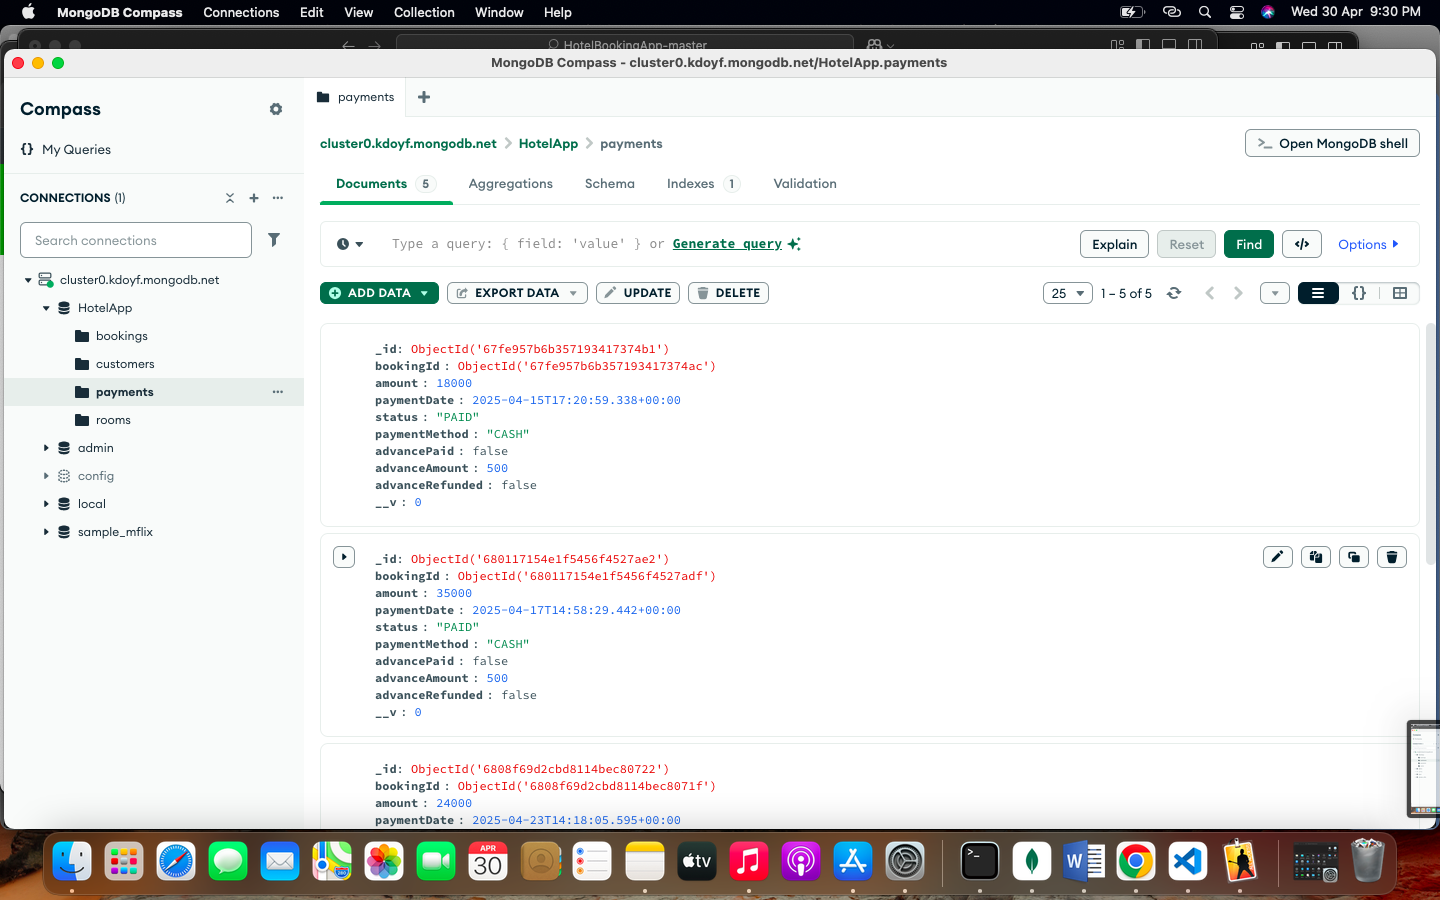 MongoDB Compass Connections Edit View Collection Window Help Wed 30 Apr 9:30 PM
HotelBookingApp-master
MongoDB Compass - cluster0.kdoyf.mongodb.net/HotelApp.payments
Compass
My Queries
CONNECTIONS (1)
Search connections
cluster0.kdoyf.mongodb.net
HotelApp
bookings
customers
payments
rooms
admin
config
local
sample_mflix
payments
cluster0.kdoyf.mongodb.net > HotelApp > payments
>_ Open MongoDB shell
Documents 5 Aggregations Schema Indexes 1 Validation
Type a query: { field: 'value' } or Generate query
Explain Reset Find </> Options
ADD DATA EXPORT DATA UPDATE DELETE
25 1 – 5 of 5 {}
_id: ObjectId('67fe957b6b357193417374b1')
bookingId : ObjectId('67fe957b6b357193417374ac')
amount : 18000
paymentDate : 2025-04-15T17:20:59.338+00:00
status : "PAID"
paymentMethod : "CASH"
advancePaid : false
advanceAmount : 500
advanceRefunded : false
__v : 0
_id: ObjectId('680117154e1f5456f4527ae2')
bookingId : ObjectId('680117154e1f5456f4527adf')
amount : 35000
paymentDate : 2025-04-17T14:58:29.442+00:00
status : "PAID"
paymentMethod : "CASH"
advancePaid : false
advanceAmount : 500
advanceRefunded : false
__v : 0
_id: ObjectId('6808f69d2cbd8114bec80722')
bookingId : ObjectId('6808f69d2cbd8114bec8071f')
amount : 24000
paymentDate : 2025-04-23T14:18:05.595+00:00
APR
30
tv
>_
W